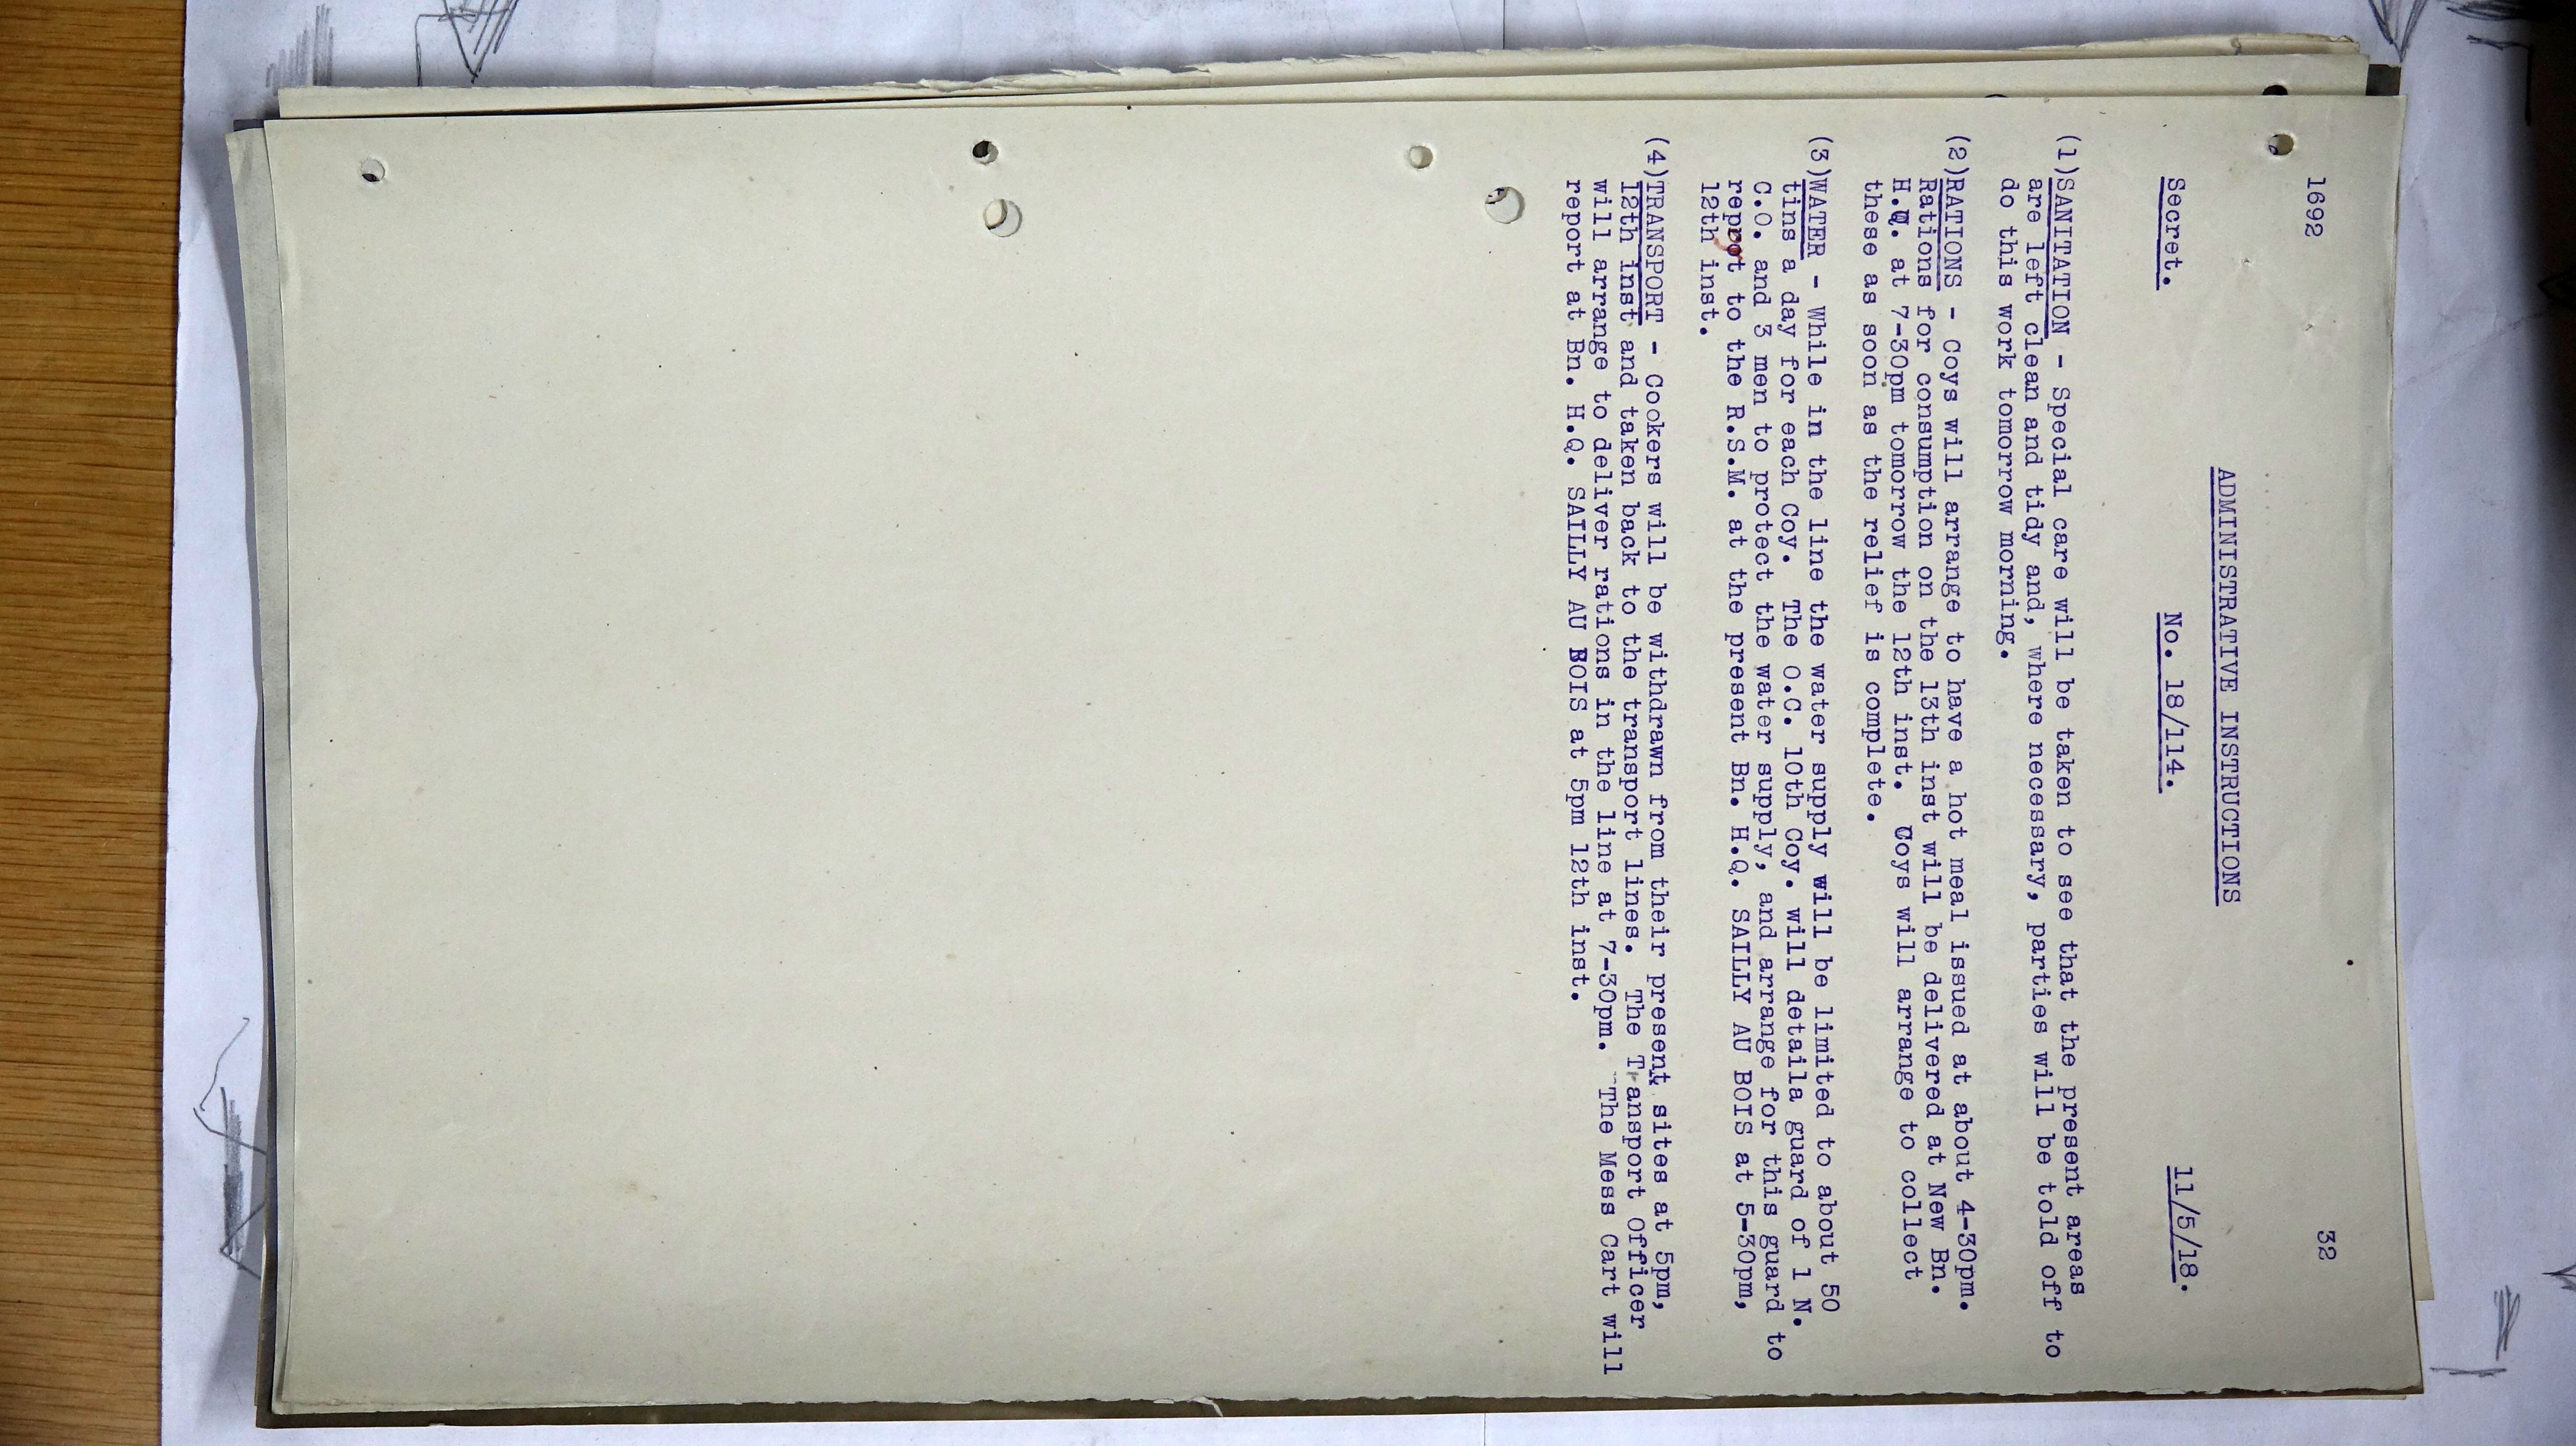 1692 32
ADMINISTRATIVE INSTRUCTIONS
Secret. No. 18/114. 11/5/18.
(1)SANITATION - Special care will be taken to see that the present areas
are left clean and tidy and, where necessary, parties will be told off to
do this work tomorrow morning.
(2)RATIONS - Coys will arrange to have a hot meal issued at about 4-30pm.
Rations for consumption on the 13th inst will be delivered at New Bn.
H.Q. at 7-30pm tomorrow the 12th inst. Coys will arrange to collect
these as soon as the relief is complete.
(3)WATER - While in the line the water supply will be limited to about 50
tins a day for each Coy. The O.C. 10th Coy. will detaila guard of 1 N.
C.O. and 3 men to protect the water supply, and arrange for this guard to
report to the R.S.M. at the present Bn. H.Q. SAILLY AU BOIS at 5-30pm,
12th inst.
(4)TRANSPORT - Cookers will be withdrawn from their present sites at 5pm,
12th inst and taken back to the transport lines. The Transport Officer
will arrange to deliver rations in the line at 7-30pm. The Mess Cart will
report at Bn. H.Q. SAILLY AU BOIS at 5pm 12th inst.